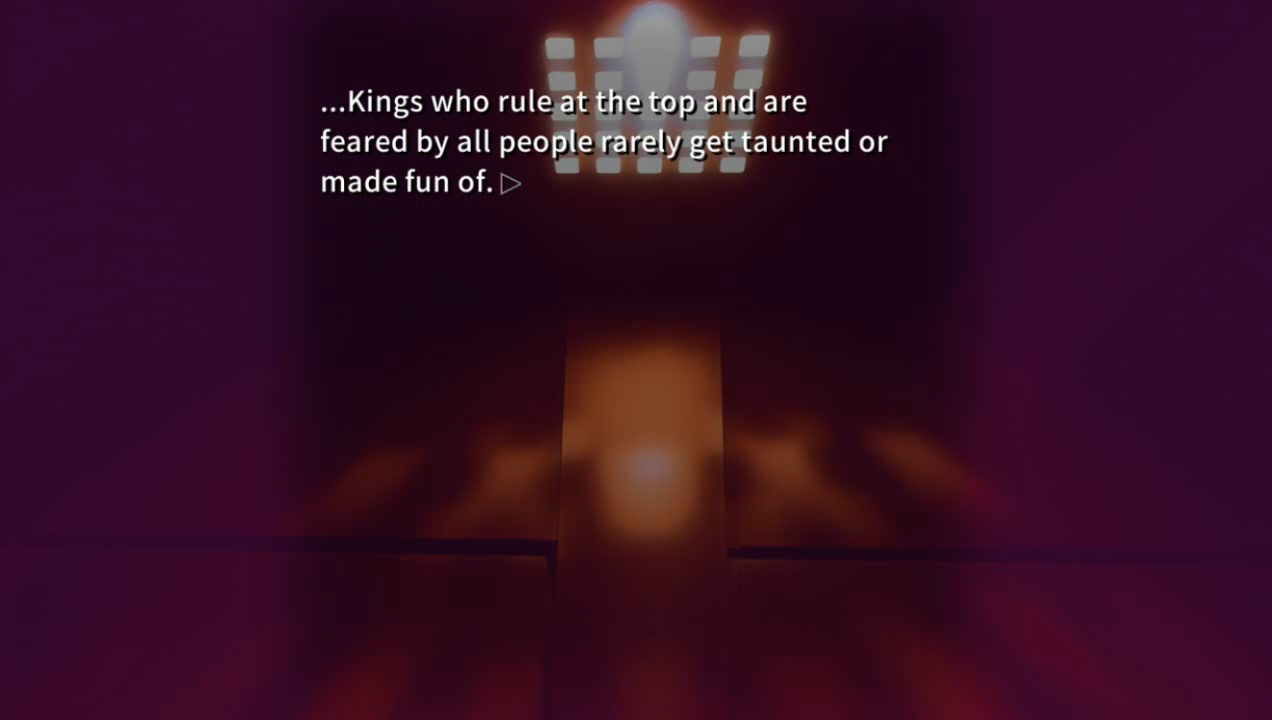 ...Kings who rule at the top and are
feared by all people rarely get taunted or
made fun of.